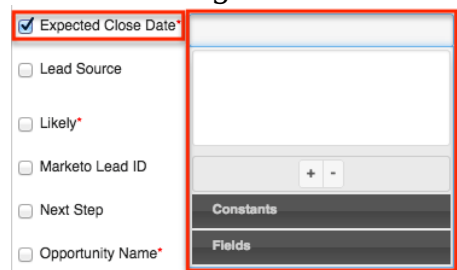 Expected Close Date*
Lead Source
Likely*
Marketo Lead ID
+ -
Next Step
Constants
Opportunity Name*
Fields